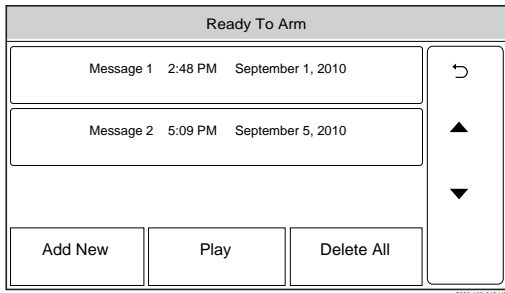 Ready To Arm
Message 1 2:48 PM September 1, 2010
Message 2 5:09 PM September 5, 2010
Add New Play Delete All